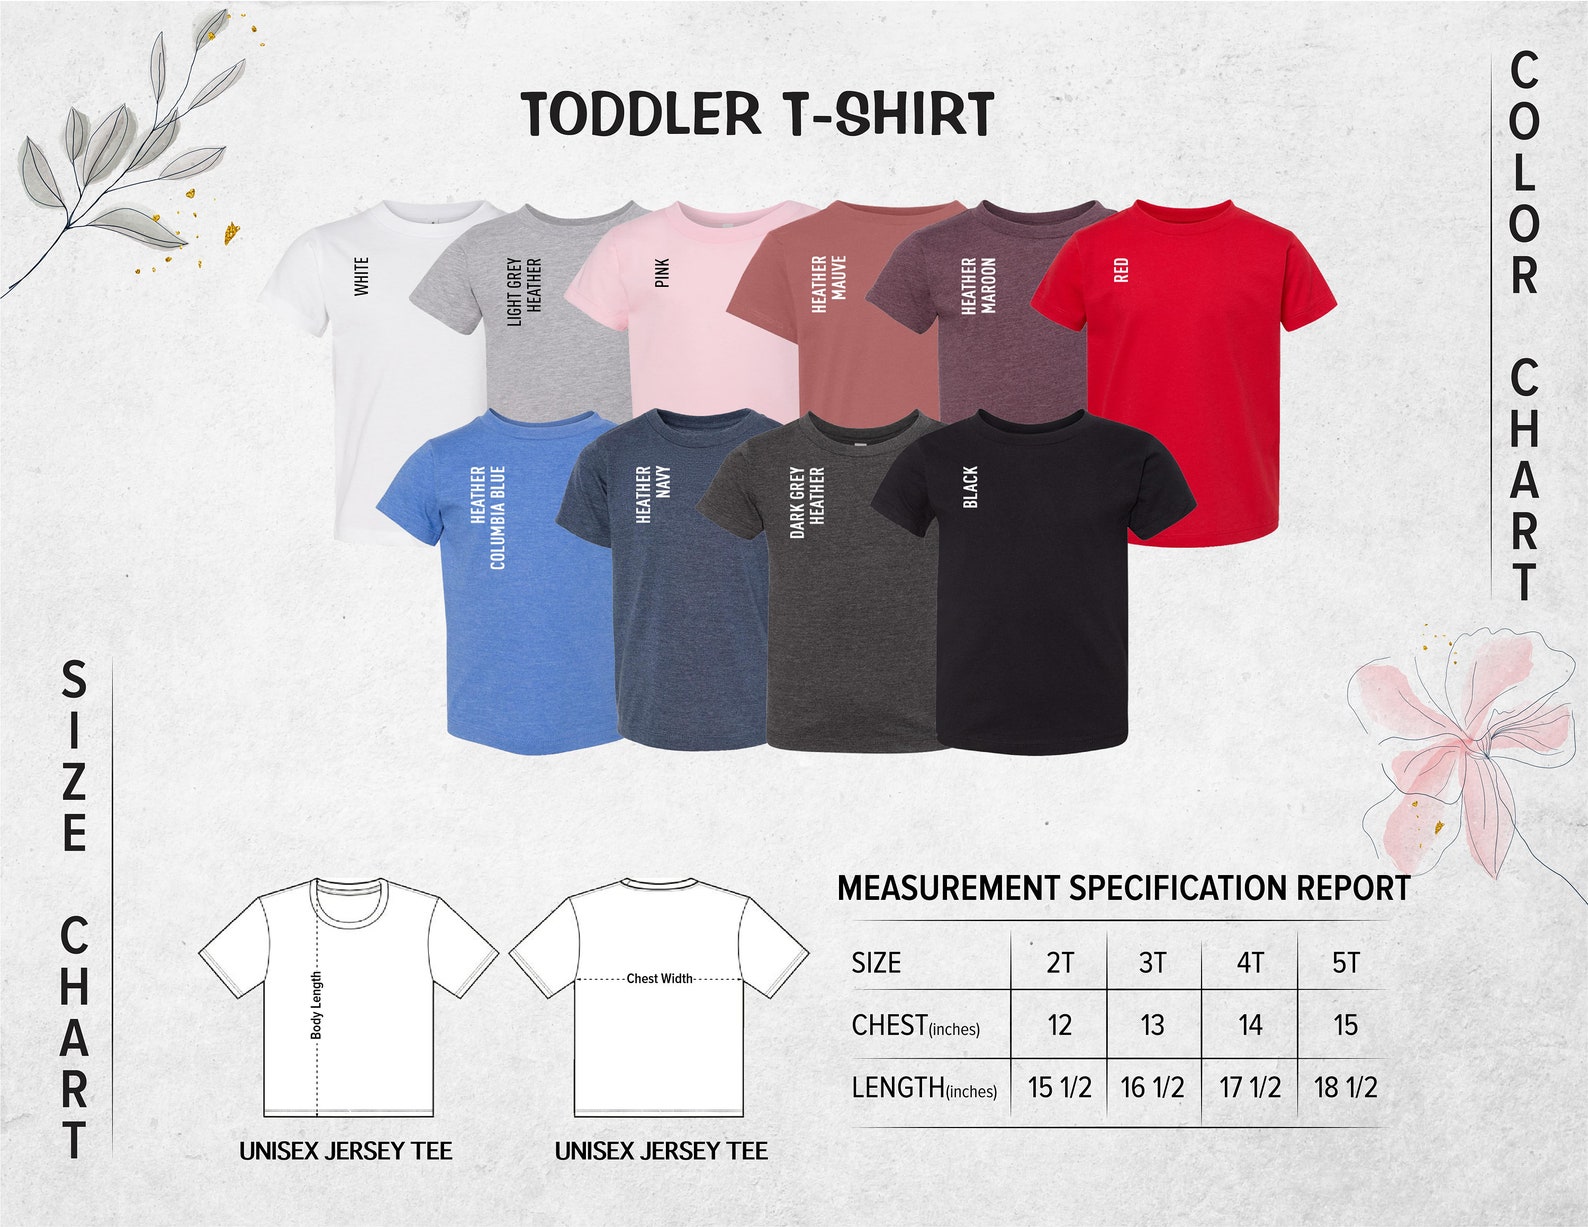 TODDLER T-SHIRT
COLOR CHART
WHITE
LIGHT GREY
HEATHER
PINK
HEATHER
MAUVE
HEATHER
MAROON
RED
HEATHER
COLUMBIA BLUE
HEATHER
NAVY
DARK GREY
HEATHER
BLACK
SIZE CHART
Body Length
UNISEX JERSEY TEE
Chest Width
UNISEX JERSEY TEE
MEASUREMENT SPECIFICATION REPORT
SIZE 2T 3T 4T 5T
CHEST(inches) 12 13 14 15
LENGTH(inches) 15 1/2 16 1/2 17 1/2 18 1/2